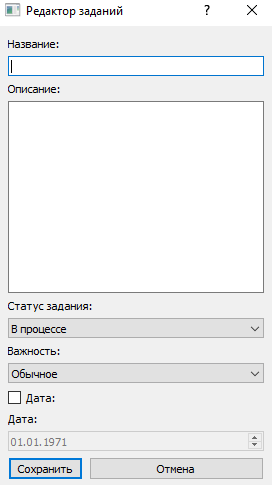 Редактор заданий
Название:
Описание:
Статус задания:
В процессе
Важность:
Обычное
Дата:
Дата:
01.01.1971
Сохранить Отмена